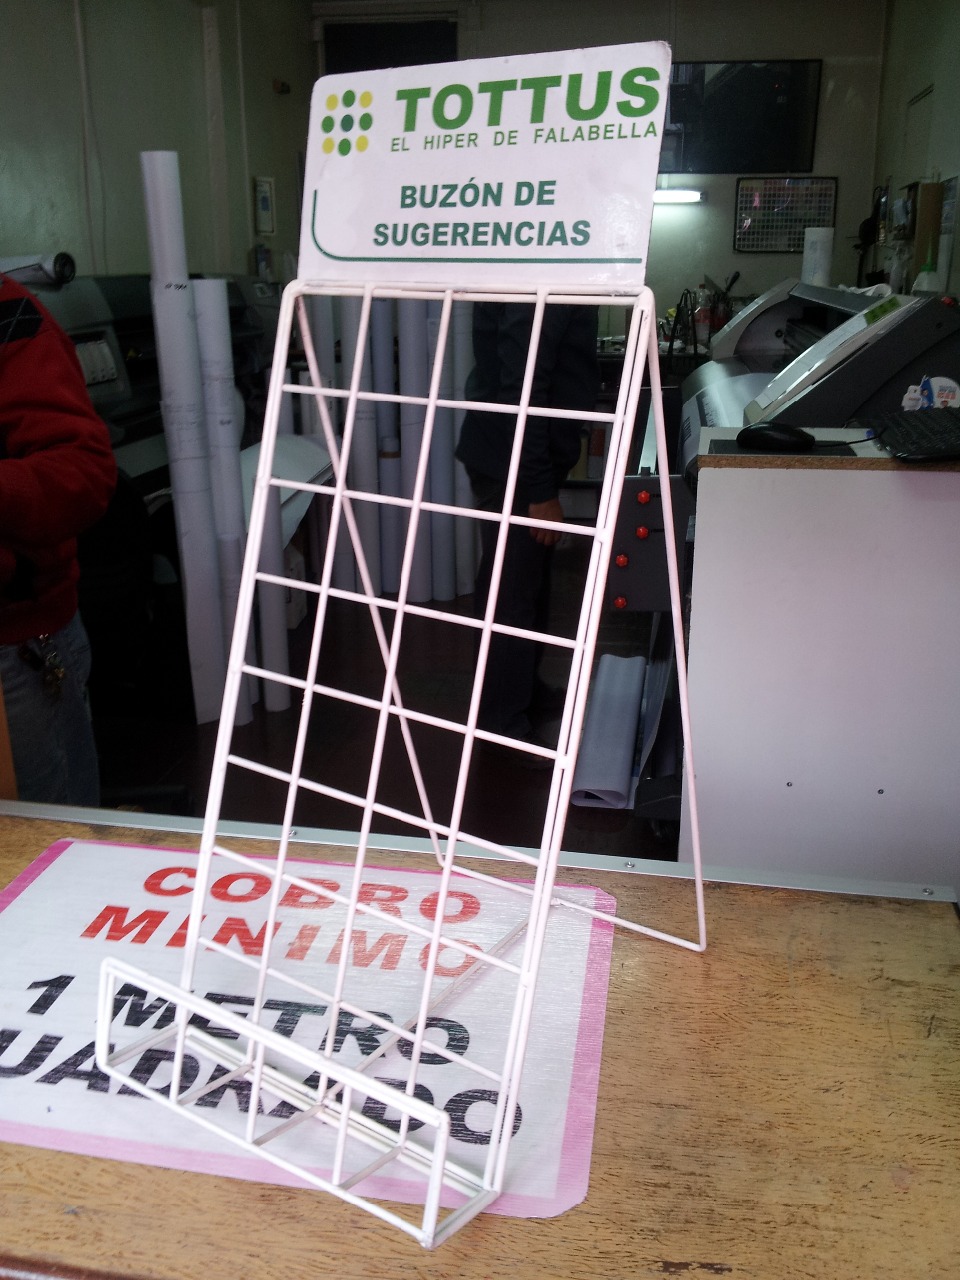 TOTTUS
EL HIPER DE FALABELLA
BUZÓN DE
SUGERENCIAS
COBRO
MINIMO
1 METRO
UADRADO